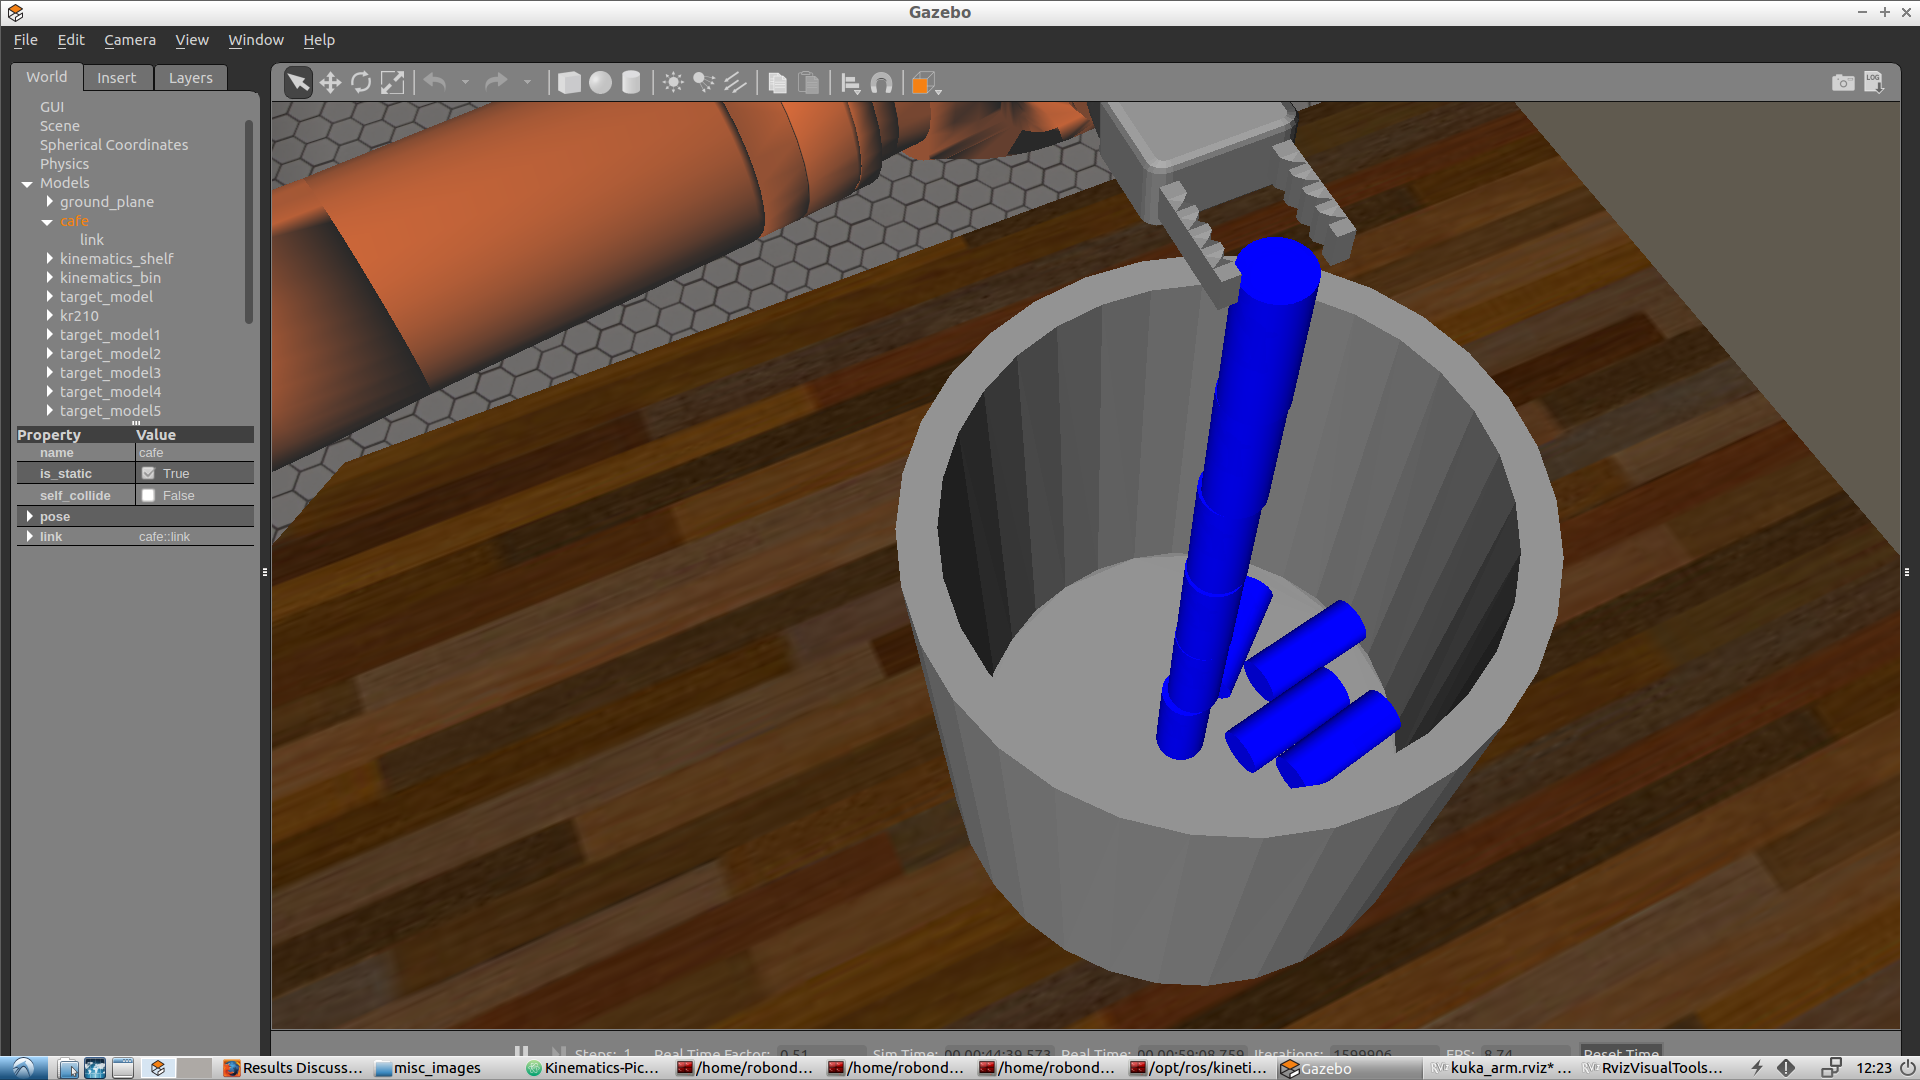 Gazebo
File Edit Camera View Window Help
World Insert Layers
GUI
Scene
Spherical Coordinates
Physics
Models
ground_plane
cafe
link
kinematics_shelf
kinematics_bin
target_model
kr210
target_model1
target_model2
target_model3
target_model4
target_model5
Property Value
name cafe
is_static True
self_collide False
pose
link cafe::link
LOG
Steps: 1 Real Time Factor: 0.51 Sim Time: 00 00:44:39.573 Real Time: 00 00:59:08.759 Iterations: 1599906 FPS: 8.74 Reset Time
Results Discuss... misc_images Kinematics-Pic... /home/robond... /home/robond... /home/robond... /opt/ros/kineti... Gazebo kuka_arm.rviz* ... RvizVisualTools... 12:23